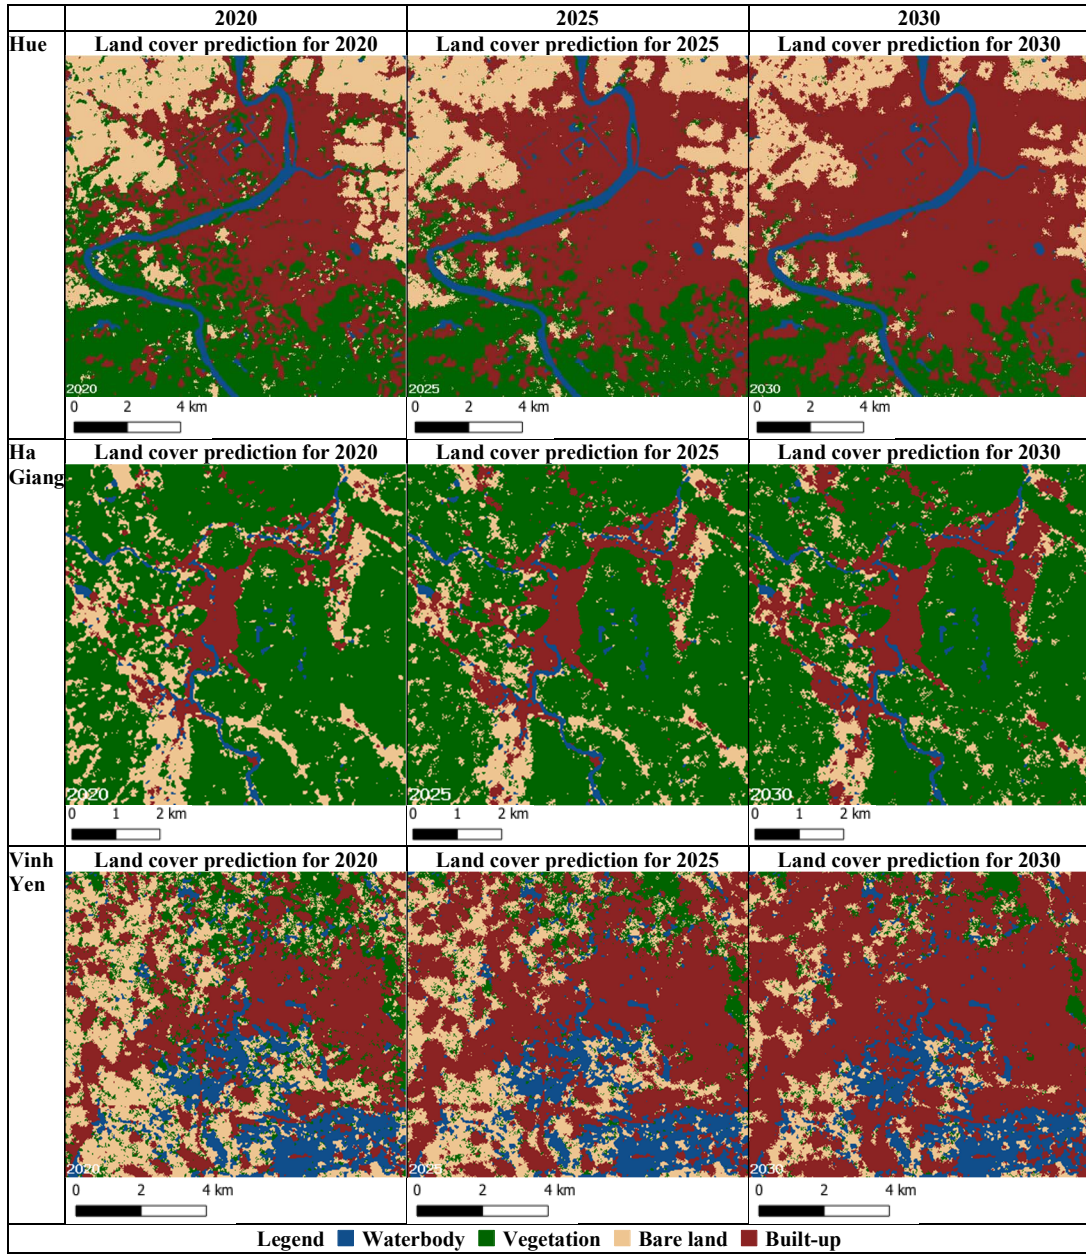 2020 2025 2030
Hue
Land cover prediction for 2020 Land cover prediction for 2025 Land cover prediction for 2030
2020 2025 2030
0 2 4 km 0 2 4 km 0 2 4 km
Ha
Giang
Land cover prediction for 2020 Land cover prediction for 2025 Land cover prediction for 2030
2020 2025 2030
0 1 2 km 0 1 2 km 0 1 2 km
Vinh
Yen
Land cover prediction for 2020 Land cover prediction for 2025 Land cover prediction for 2030
2020 2025 2030
0 2 4 km 0 2 4 km 0 2 4 km
Legend Waterbody Vegetation Bare land Built-up